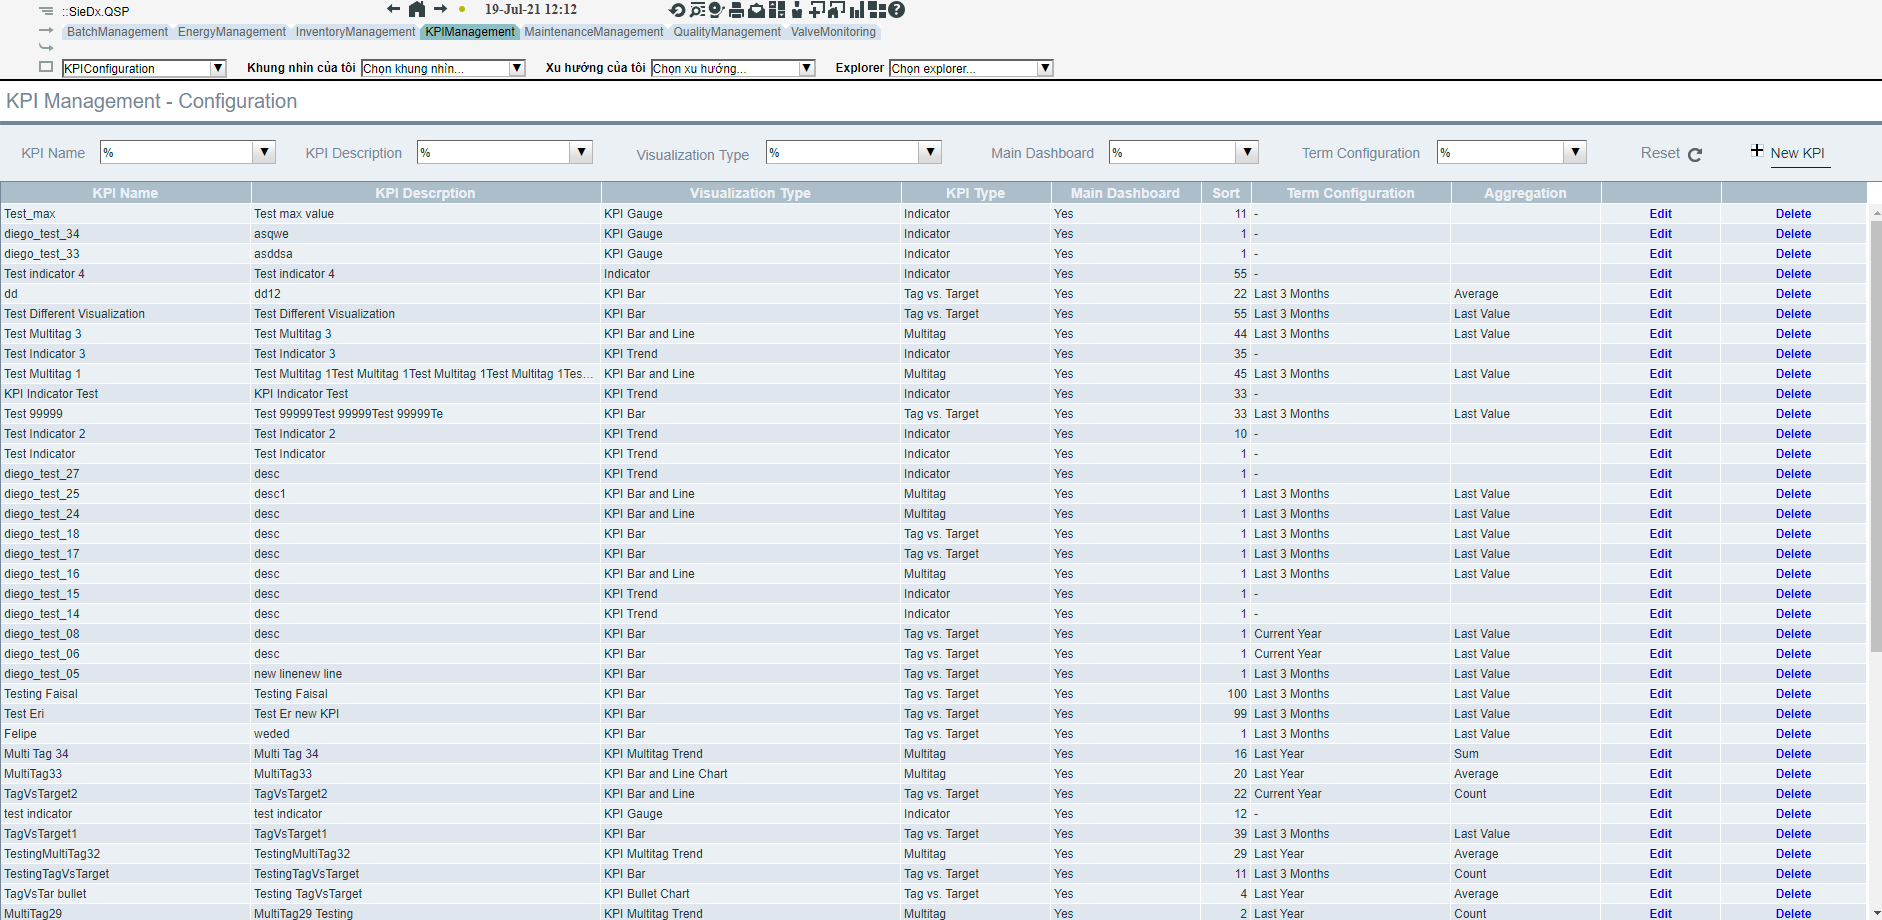 ::SieDx.QSP 19-Jul-21 12:12
BatchManagement EnergyManagement InventoryManagement KPIManagement MaintenanceManagement QualityManagement ValveMonitoring
KPIConfiguration Khung nhìn của tôi Chọn khung nhìn... Xu hướng của tôi Chọn xu hướng... Explorer Chọn explorer...
KPI Management - Configuration
KPI Name % KPI Description % Visualization Type % Main Dashboard % Term Configuration % Reset New KPI
KPI Name KPI Descrption Visualization Type KPI Type Main Dashboard Sort Term Configuration Aggregation
Test_max Test max value KPI Gauge Indicator Yes 11 - Edit Delete
diego_test_34 asqwe KPI Gauge Indicator Yes 1 - Edit Delete
diego_test_33 asddsa KPI Gauge Indicator Yes 1 - Edit Delete
Test indicator 4 Test indicator 4 Indicator Indicator Yes 55 - Edit Delete
dd dd12 KPI Bar Tag vs. Target Yes 22 Last 3 Months Average Edit Delete
Test Different Visualization Test Different Visualization KPI Bar Tag vs. Target Yes 55 Last 3 Months Last Value Edit Delete
Test Multitag 3 Test Multitag 3 KPI Bar and Line Multitag Yes 44 Last 3 Months Last Value Edit Delete
Test Indicator 3 Test Indicator 3 KPI Trend Indicator Yes 35 - Edit Delete
Test Multitag 1 Test Multitag 1Test Multitag 1Test Multitag 1Test Multitag 1Tes... KPI Bar and Line Multitag Yes 45 Last 3 Months Last Value Edit Delete
KPI Indicator Test KPI Indicator Test KPI Trend Indicator Yes 33 - Edit Delete
Test 99999 Test 99999Test 99999Test 99999Te KPI Bar Tag vs. Target Yes 33 Last 3 Months Last Value Edit Delete
Test Indicator 2 Test Indicator 2 KPI Trend Indicator Yes 10 - Edit Delete
Test Indicator Test Indicator KPI Trend Indicator Yes 1 - Edit Delete
diego_test_27 desc KPI Trend Indicator Yes 1 - Edit Delete
diego_test_25 desc1 KPI Bar and Line Multitag Yes 1 Last 3 Months Last Value Edit Delete
diego_test_24 desc KPI Bar and Line Multitag Yes 1 Last 3 Months Last Value Edit Delete
diego_test_18 desc KPI Bar Tag vs. Target Yes 1 Last 3 Months Last Value Edit Delete
diego_test_17 desc KPI Bar Tag vs. Target Yes 1 Last 3 Months Last Value Edit Delete
diego_test_16 desc KPI Bar and Line Multitag Yes 1 Last 3 Months Last Value Edit Delete
diego_test_15 desc KPI Trend Indicator Yes 1 - Edit Delete
diego_test_14 desc KPI Trend Indicator Yes 1 - Edit Delete
diego_test_08 desc KPI Bar Tag vs. Target Yes 1 Current Year Last Value Edit Delete
diego_test_06 desc KPI Bar Tag vs. Target Yes 1 Current Year Last Value Edit Delete
diego_test_05 new linenew line KPI Bar Tag vs. Target Yes 1 Last 3 Months Last Value Edit Delete
Testing Faisal Testing Faisal KPI Bar Tag vs. Target Yes 100 Last 3 Months Last Value Edit Delete
Test Eri Test Er new KPI KPI Bar Tag vs. Target Yes 99 Last 3 Months Last Value Edit Delete
Felipe weded KPI Bar Tag vs. Target Yes 1 Last 3 Months Last Value Edit Delete
Multi Tag 34 Multi Tag 34 KPI Multitag Trend Multitag Yes 16 Last Year Sum Edit Delete
MultiTag33 MultiTag33 KPI Bar and Line Chart Multitag Yes 20 Last Year Average Edit Delete
TagVsTarget2 TagVsTarget2 KPI Bar and Line Tag vs. Target Yes 22 Current Year Count Edit Delete
test indicator test indicator KPI Gauge Indicator Yes 12 - Edit Delete
TagVsTarget1 TagVsTarget1 KPI Bar Tag vs. Target Yes 39 Last 3 Months Last Value Edit Delete
TestingMultiTag32 TestingMultiTag32 KPI Multitag Trend Multitag Yes 29 Last Year Average Edit Delete
TestingTagVsTarget TestingTagVsTarget KPI Bar Tag vs. Target Yes 11 Last 3 Months Count Edit Delete
TagVsTar bullet Testing TagVsTarget KPI Bullet Chart Tag vs. Target Yes 4 Last Year Average Edit Delete
MultiTag29 MultiTag29 Testing KPI Multitag Trend Multitag Yes 2 Last Year Count Edit Delete